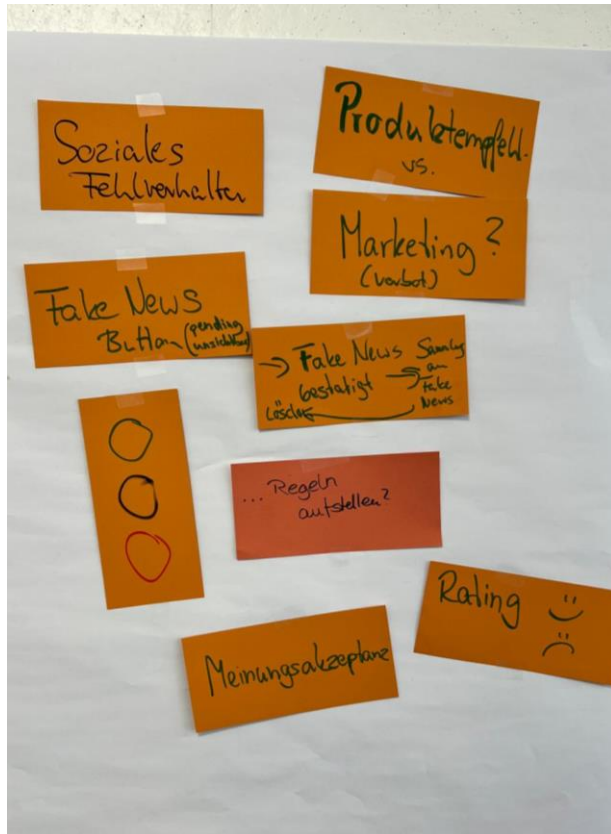 Soziales
Fehlverhalten
Produktempfehl.
vs.
Marketing?
(verbot)
Fake News
Button (pending
unsichtbar)
→ Fake News
bestätigt →
Sammlung
an
Fake
News
Löschen
... Regeln
aufstellen?
Rating
Meinungsakzeptanz